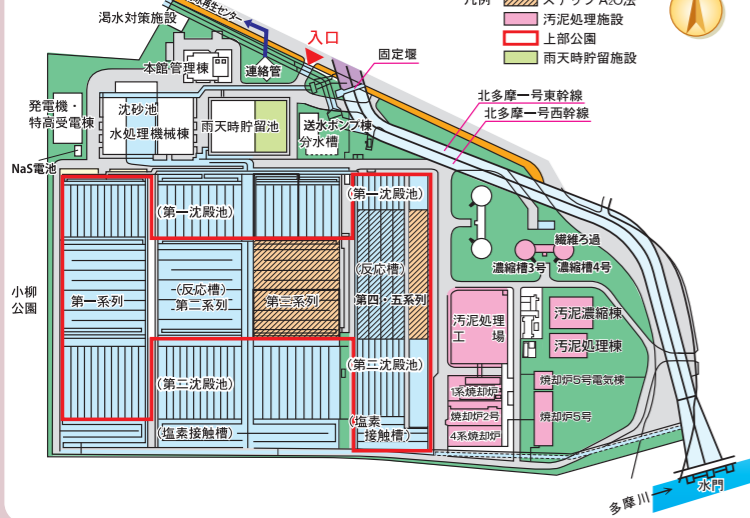 渇水対策施設
水再生センター
入口
凡例
ステップA₂O法
汚泥処理施設
上部公園
雨天時貯留施設
固定堰
本館管理棟
連絡管
北多摩一号東幹線
北多摩一号西幹線
発電機・
特高受電棟
沈砂池
水処理機械棟
雨天時貯留池
送水ポンプ棟
分水槽
NaS電池
(第一沈殿池)
(第一沈殿池)
繊維ろ過
濃縮槽3号
濃縮槽4号
小柳
公園
第一系列
(反応槽)
第二系列
第三系列
(反応槽)
第四・五系列
汚泥処理
工場
汚泥濃縮棟
汚泥処理棟
(第二沈殿池)
(第二沈殿池)
1系焼却炉
焼却炉2号
4系焼却炉
焼却炉5号電気棟
焼却炉5号
(塩素接触槽)
(塩素
接触槽)
多摩川
水門